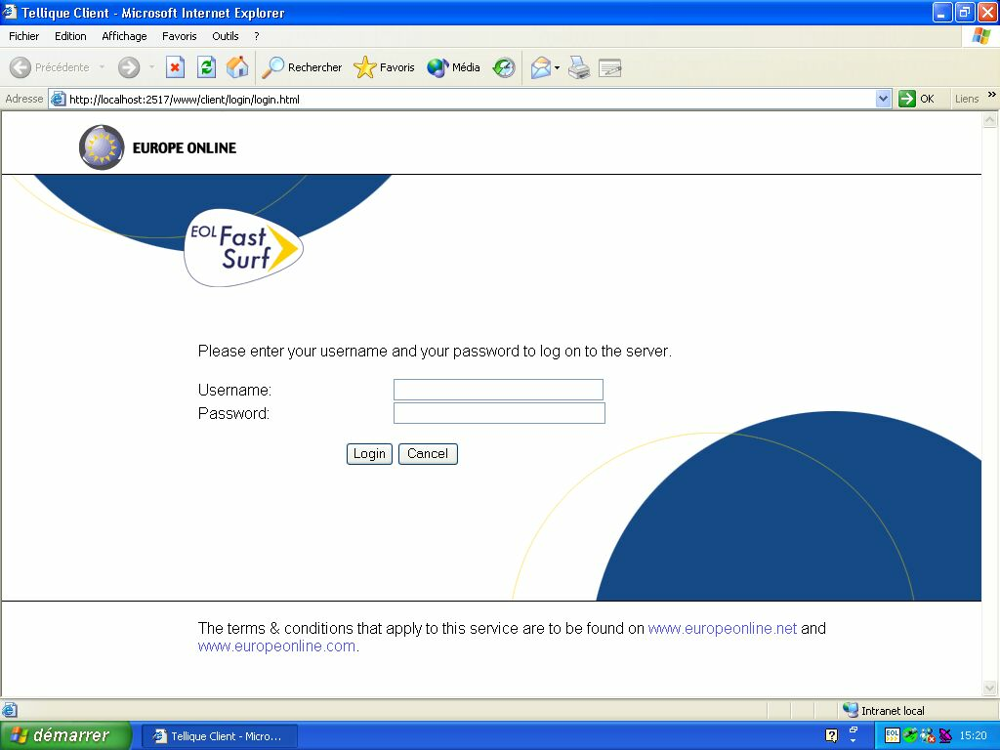 Tellique Client - Microsoft Internet Explorer
Fichier Edition Affichage Favoris Outils ?
Précédente Rechercher Favoris Média
Adresse http://localhost:2517/www/client/login/login.html OK Liens »
EUROPE ONLINE
EOL Fast
Surf
Please enter your username and your password to log on to the server.
Username:
Password:
Login Cancel
The terms & conditions that apply to this service are to be found on www.europeonline.net and
www.europeonline.com.
Intranet local
démarrer Tellique Client - Micro... ? EOL 15:20